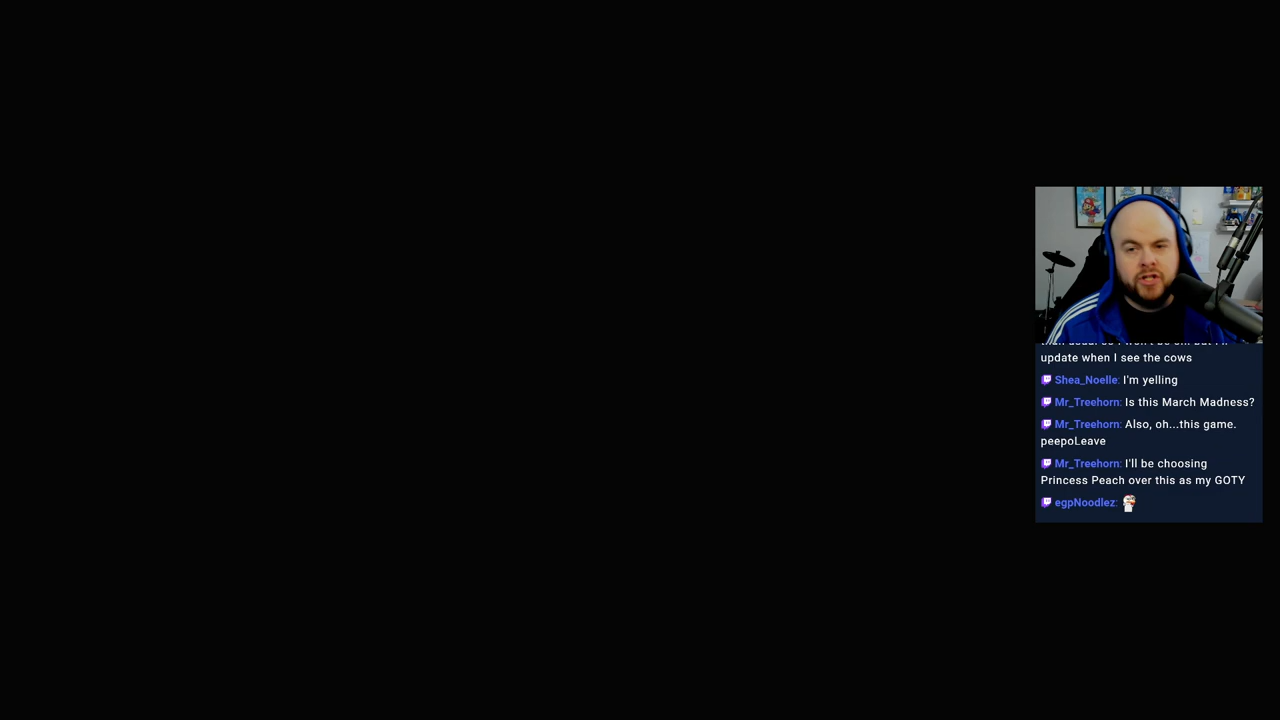 update when I see the cows
Shea_Noelle: I'm yelling
Mr_Treehorn: Is this March Madness?
Mr_Treehorn: Also, oh...this game.
peepoLeave
Mr_Treehorn: I'll be choosing
Princess Peach over this as my GOTY
egpNoodlez: